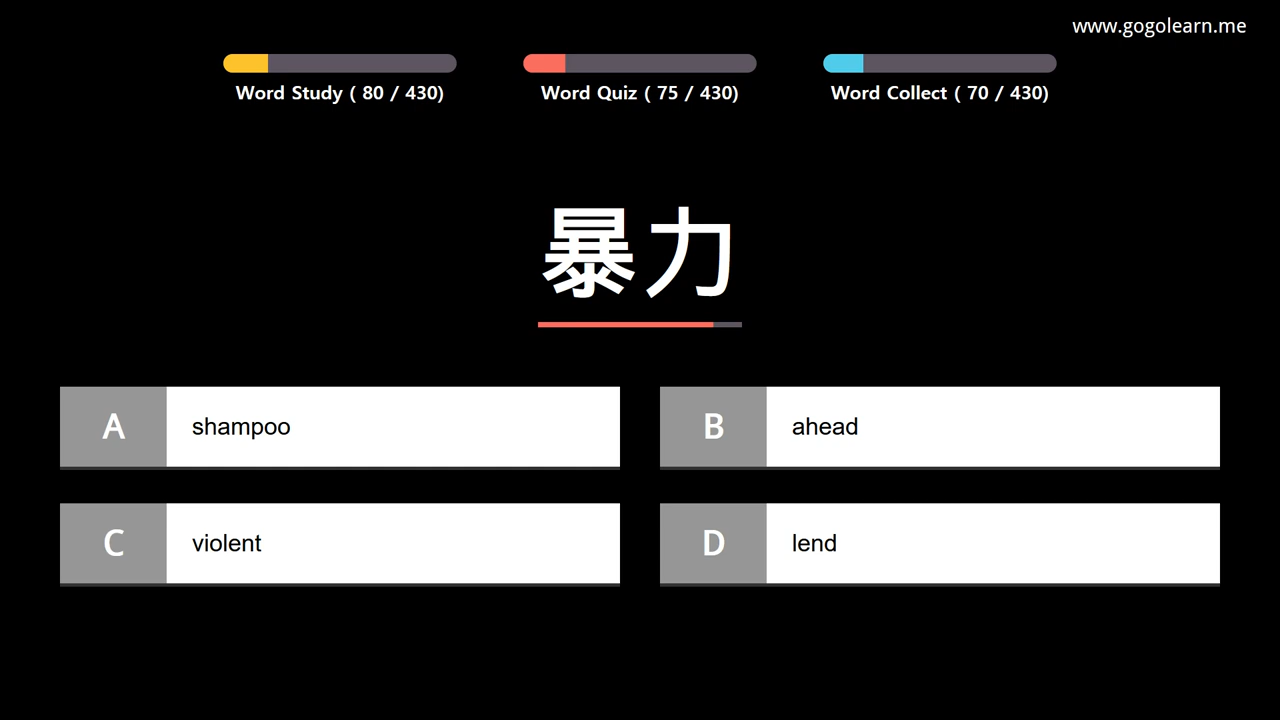 www.gogolearn.me
Word Study ( 80 / 430)
Word Quiz ( 75 / 430)
Word Collect ( 70 / 430)
暴力
A shampoo
B ahead
C violent
D lend